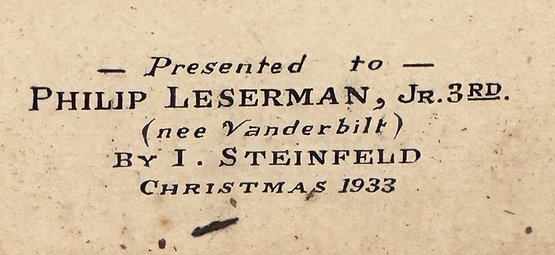 — Presented to —
PHILIP LESERMAN, JR. 3RD.
(nee Vanderbilt)
BY I. STEINFELD
CHRISTMAS 1933